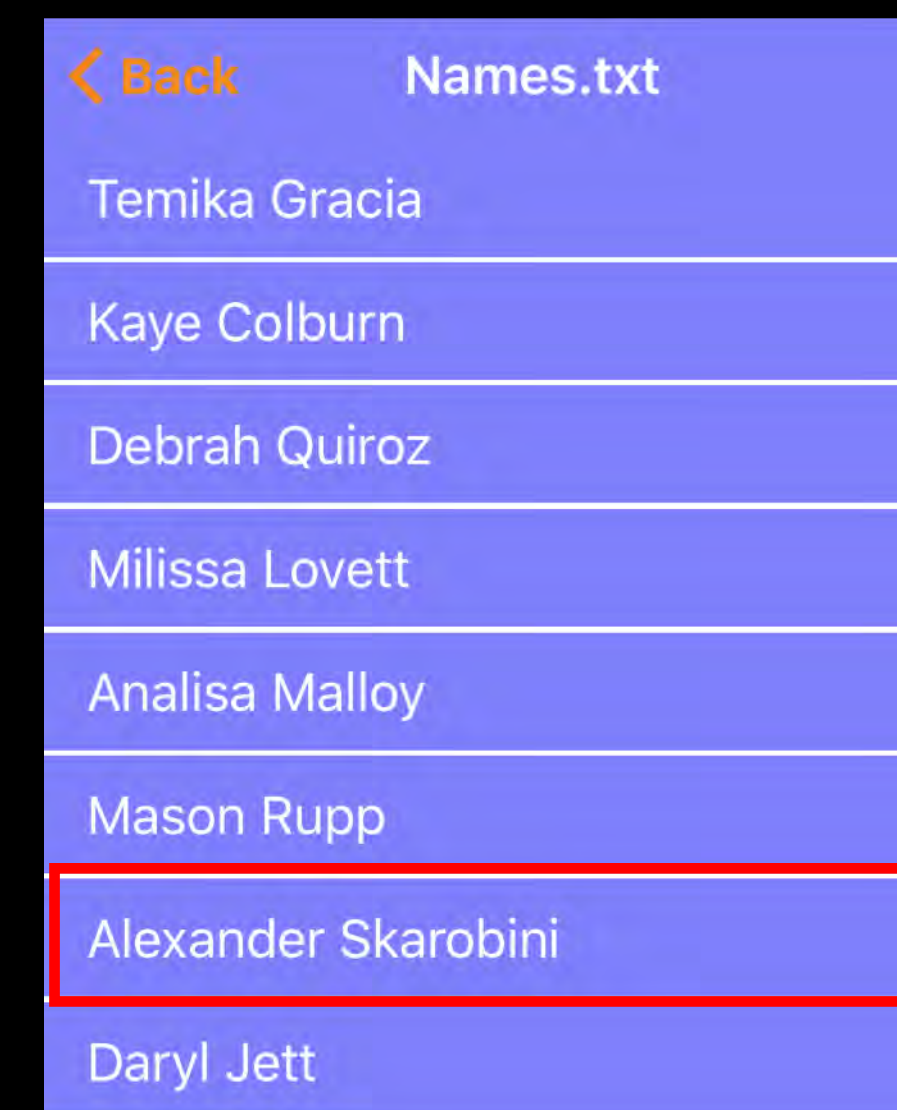 Back Names.txt
Temika Gracia
Kaye Colburn
Debrah Quiroz
Milissa Lovett
Analisa Malloy
Mason Rupp
Alexander Skarobini
Daryl Jett